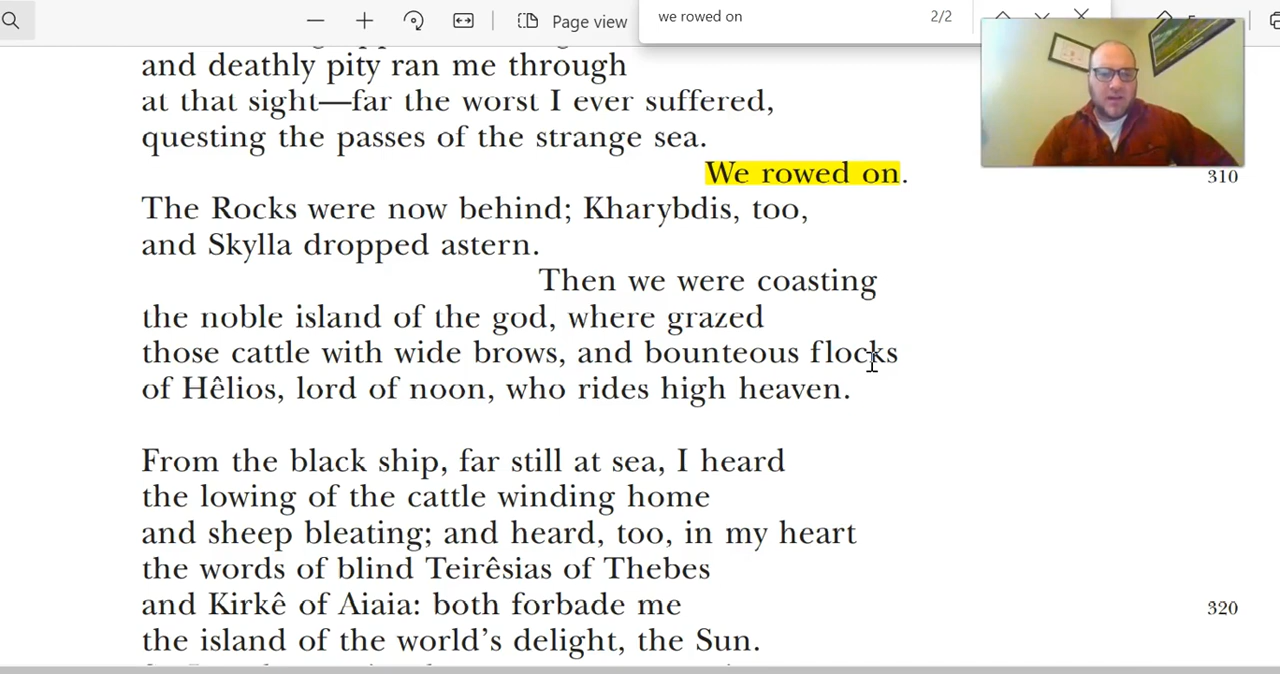 Page view
we rowed on
2/2
and deathly pity ran me through
at that sight—far the worst I ever suffered,
questing the passes of the strange sea.
We rowed on.
310
The Rocks were now behind; Kharybdis, too,
and Skylla dropped astern.
Then we were coasting
the noble island of the god, where grazed
those cattle with wide brows, and bounteous flocks
of Hêlios, lord of noon, who rides high heaven.
From the black ship, far still at sea, I heard
the lowing of the cattle winding home
and sheep bleating; and heard, too, in my heart
the words of blind Teirêsias of Thebes
and Kirkê of Aiaia: both forbade me
320
the island of the world's delight, the Sun.